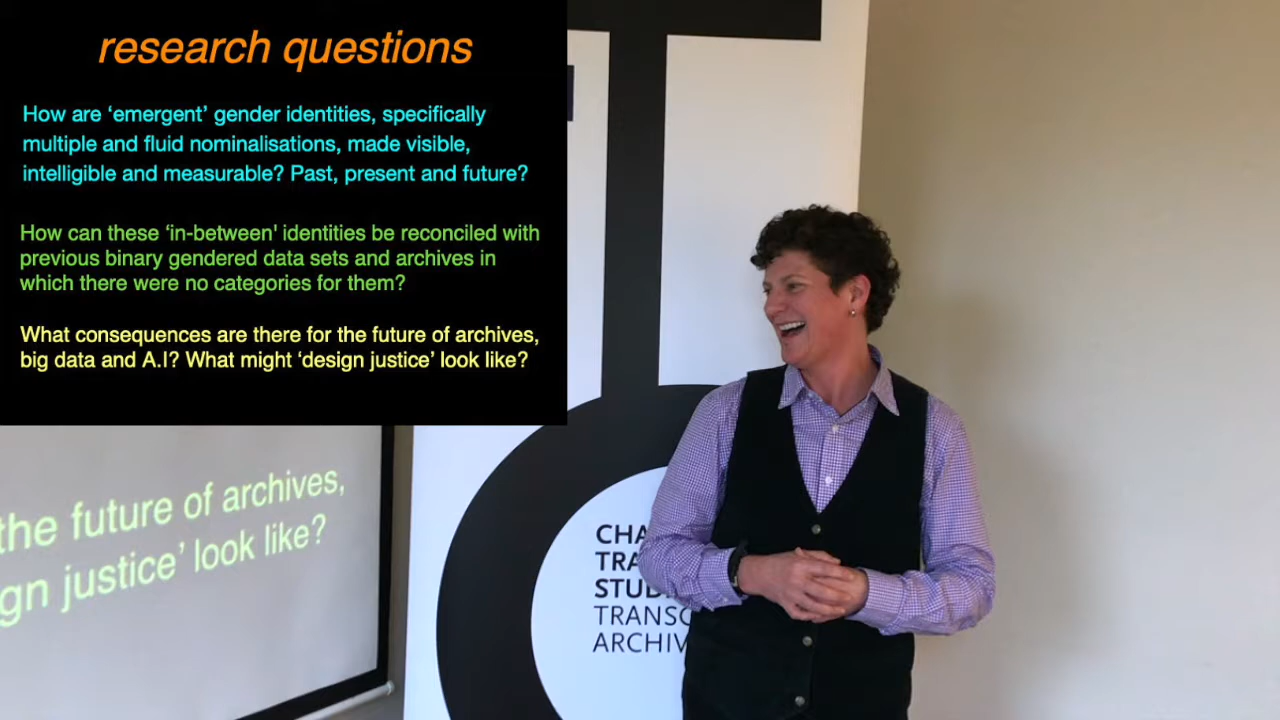 research questions
How are ‘emergent’ gender identities, specifically
multiple and fluid nominalisations, made visible,
intelligible and measurable? Past, present and future?
How can these ‘in-between' identities be reconciled with
previous binary gendered data sets and archives in
which there were no categories for them?
What consequences are there for the future of archives,
big data and A.I? What might ‘design justice’ look like?
the future of archives,
gn justice’ look like?
CHA
TRA
STUD
TRANS
ARCHIV